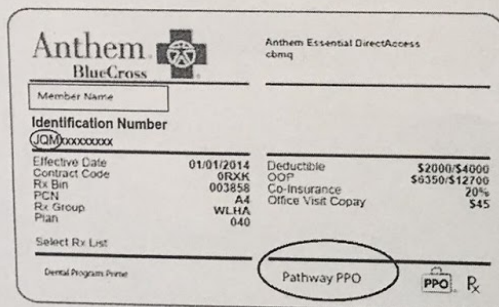 Anthem
BlueCross
Anthem Essential DirectAccess
cbmq
Member Name
Identification Number
JQMxxxxxxxxx
Effective Date 01/01/2014
Contract Code 0RXK
Rx Bin 003858
PCN A4
Rx Group WLHA
Plan 040
Select Rx List
Deductible $2000/$4000
OOP $6350/$12700
Co-Insurance 20%
Office Visit Copay $45
Dental Program: Prime
Pathway PPO
PPO
Rx